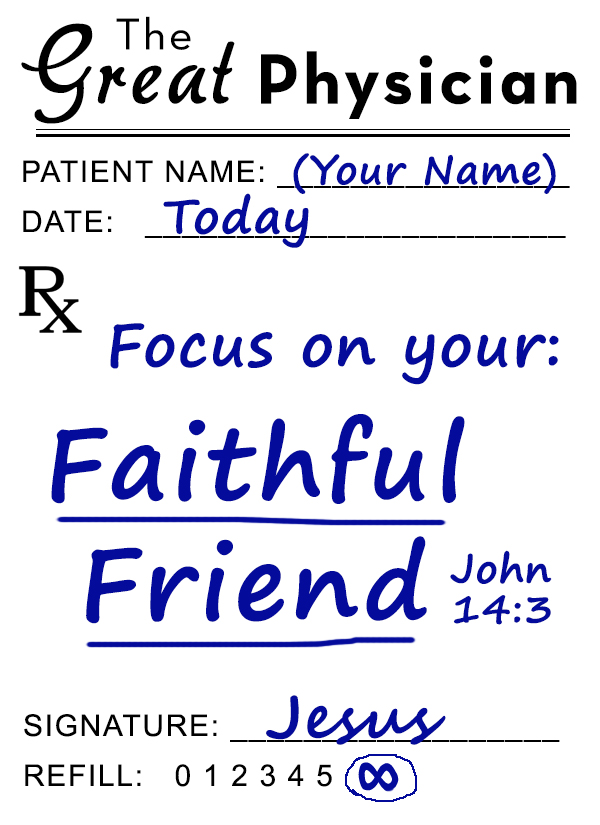 The
Great Physician
PATIENT NAME: (Your Name)
DATE: Today
Rx
Focus on your:
Faithful
Friend
John
14:3
SIGNATURE: Jesus
REFILL: 0 1 2 3 4 5 ∞